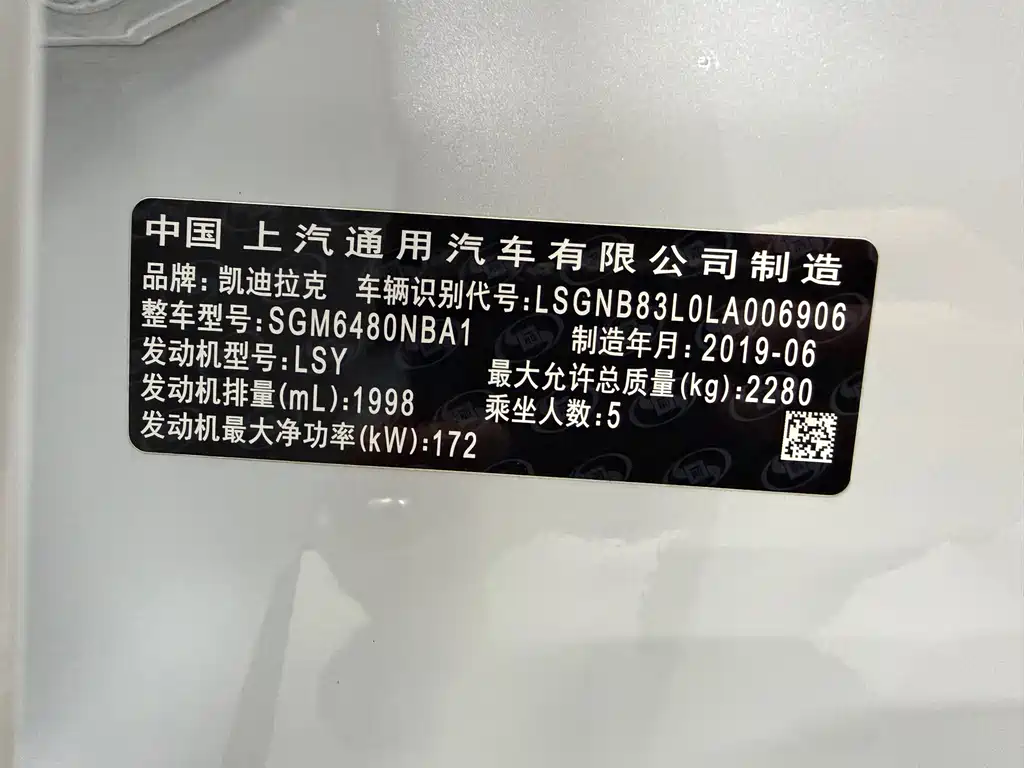 中国 上汽通用汽车有限公司制造
品牌: 凯迪拉克 车辆识别代号:LSGNB83L0LA006906
整车型号:SGM6480NBA1 制造年月: 2019-06
发动机型号:LSY 最大允许总质量(kg):2280
发动机排量(mL):1998 乘坐人数:5
发动机最大净功率(kW):172